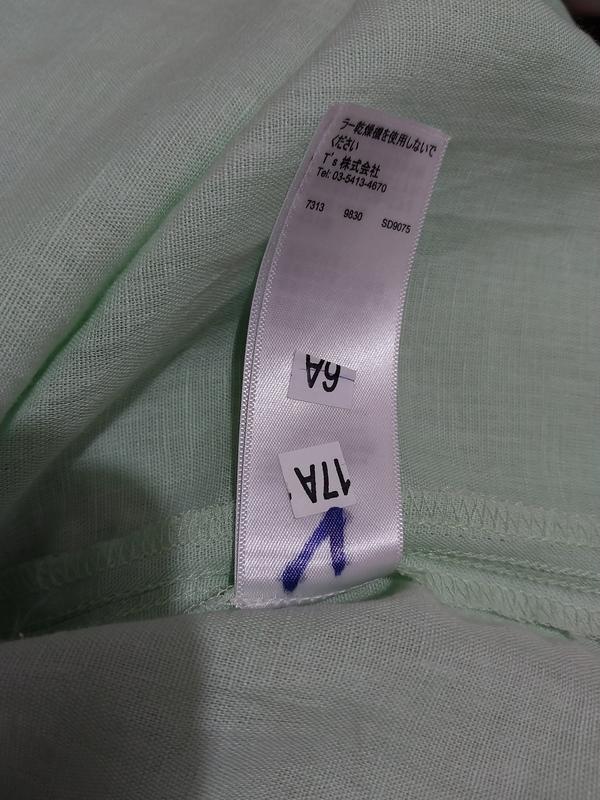 ラー乾燥機を使用しないで
ください
T's 株式会社
Tel: 03-5413-4670
7313 9830 SD9075
6A
17A